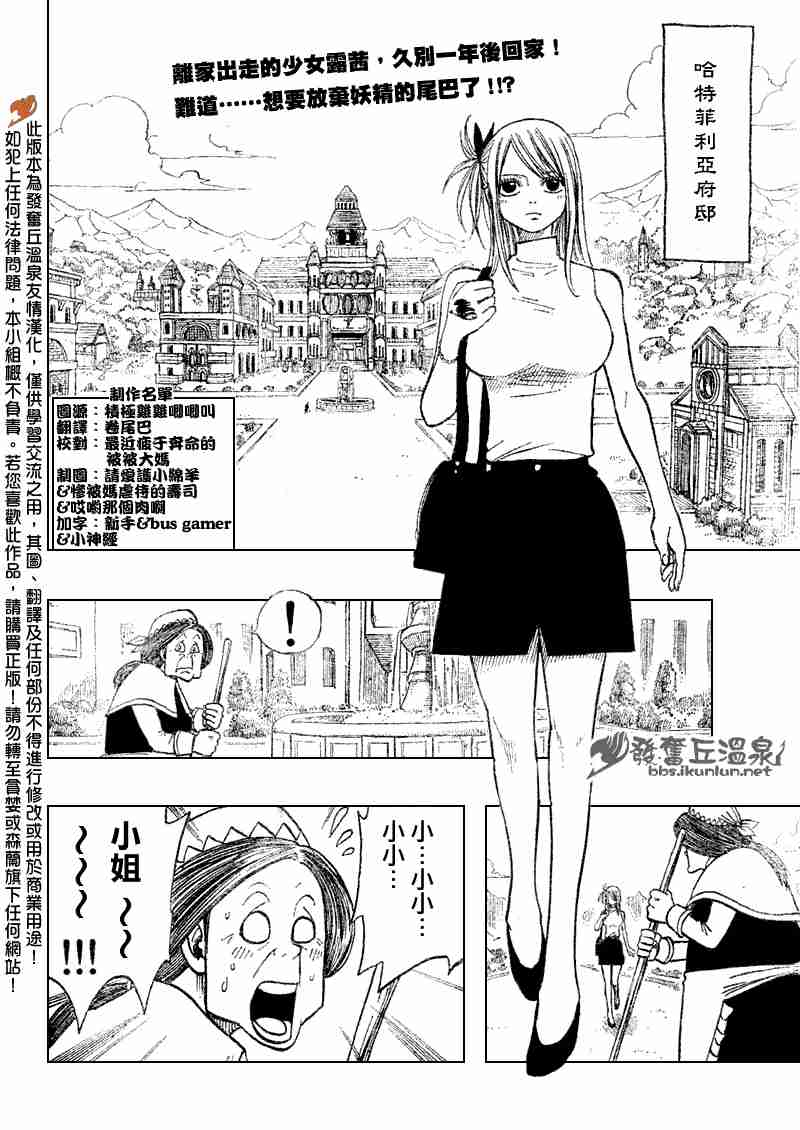 離家出走的少女露茜，久別一年後回家！
難道……想要放棄妖精的尾巴了!!?
哈特菲利亞府邸
制作名單
圖源：積極雞雞唧唧叫
翻譯：卷尾巴
校對：最近疲于奔命的
被被大媽
制圖：請愛護小綿羊
&慘被媽虐待的壽司
&哎喲那個肉啊
加字：新手&bus gamer
&小神經
!
發奮丘溫泉
bbs.ikunlun.net
小…小小…
小小…
小姐～～
～～～!!!
此版本為發奮丘溫泉友情漢化，僅供學習交流之用，其圖、翻譯及任何部份不得進行修改或用於商業用途！
如犯上任何法律問題，本小組概不負責。若您喜歡此作品，請購買正版！請勿轉至貪婪或森蘭旗下任何網站！